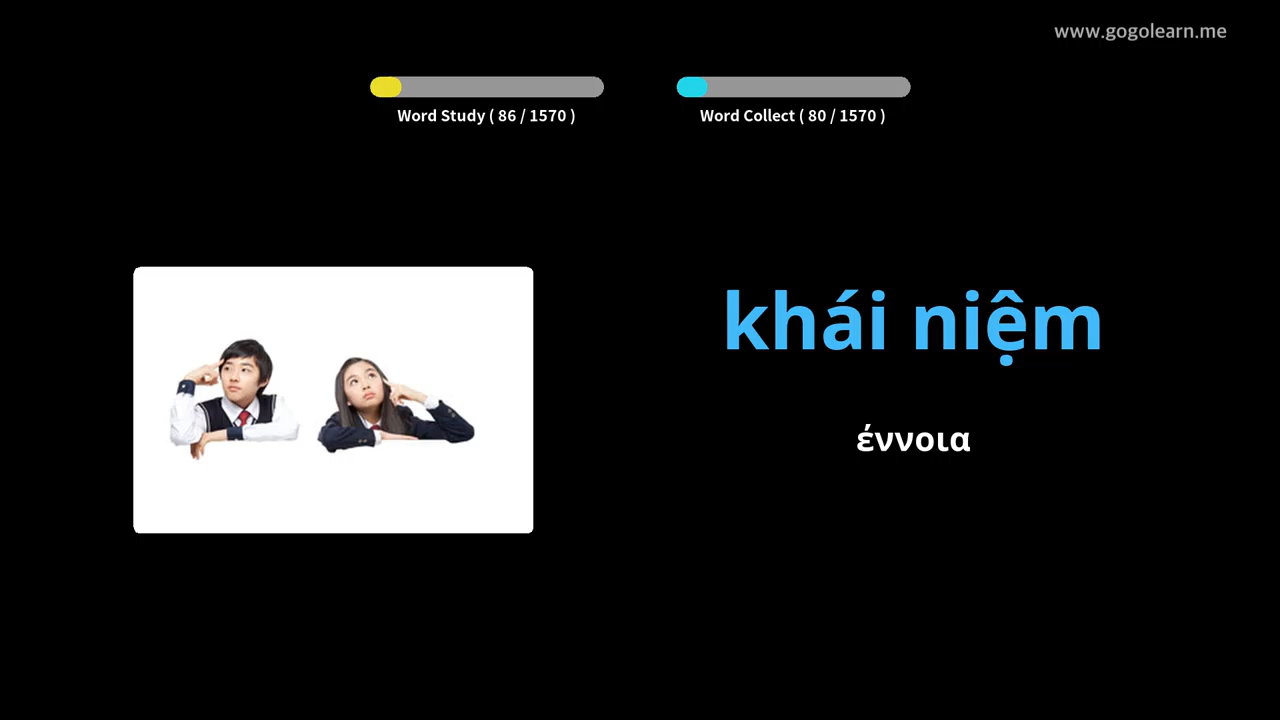 www.gogolearn.me
Word Study ( 86 / 1570 )
Word Collect ( 80 / 1570 )
khái niệm
έννοια